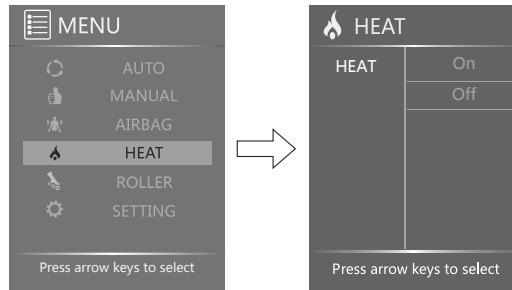 MENU
AUTO
MANUAL
AIRBAG
HEAT
ROLLER
SETTING
Press arrow keys to select
HEAT
HEAT
On
Off
Press arrow keys to select